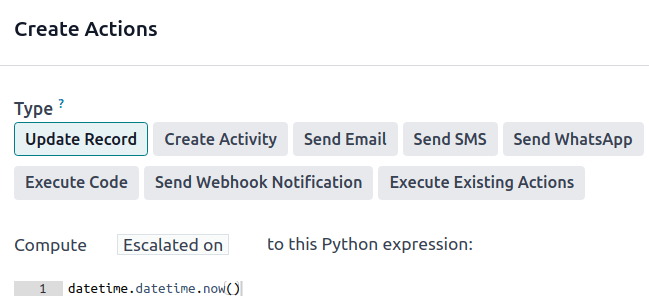 Create Actions
Type ?
Update Record Create Activity Send Email Send SMS Send WhatsApp
Execute Code Send Webhook Notification Execute Existing Actions
Compute Escalated on to this Python expression:
1 datetime.datetime.now()